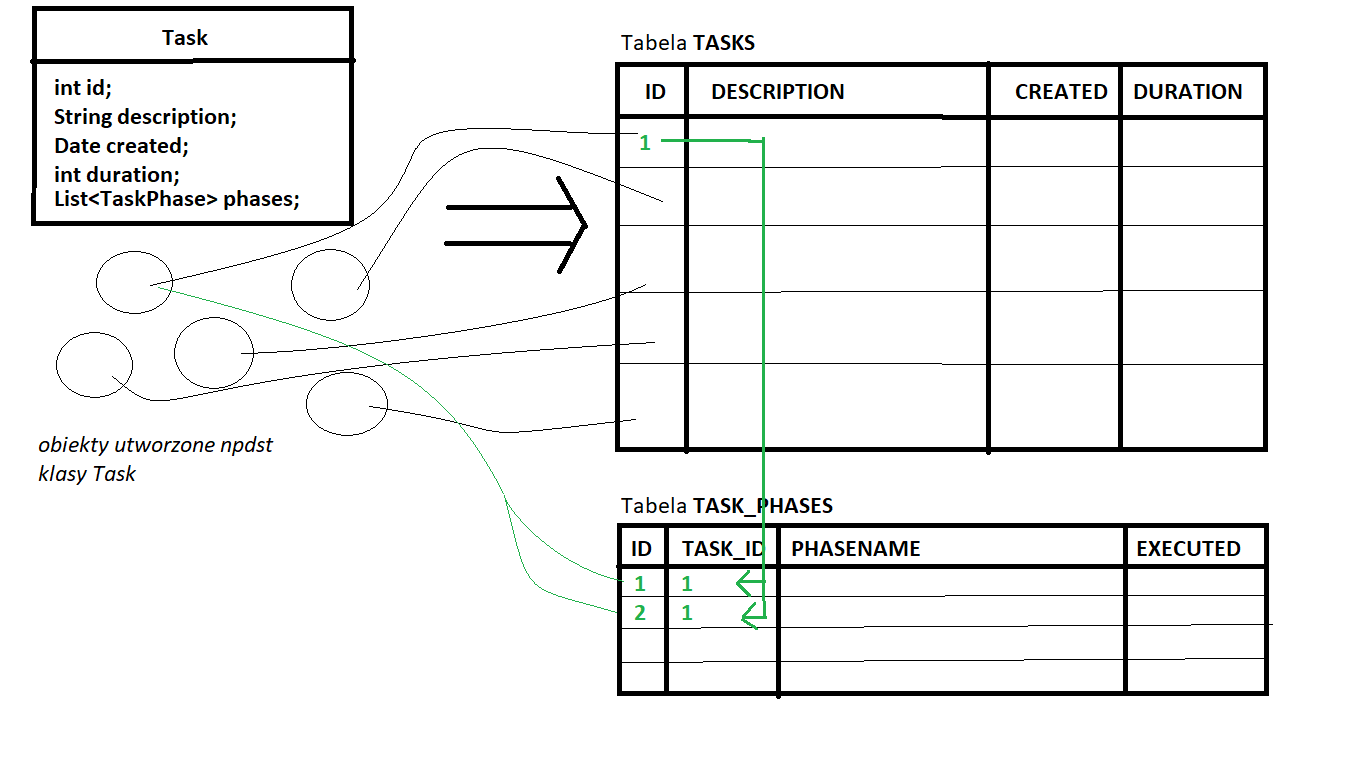 Task
int id;
String description;
Date created;
int duration;
List<TaskPhase> phases;
obiekty utworzone npdst
klasy Task
Tabela TASKS
ID DESCRIPTION CREATED DURATION
1
Tabela TASK_PHASES
ID TASK_ID PHASENAME EXECUTED
1 1
2 1